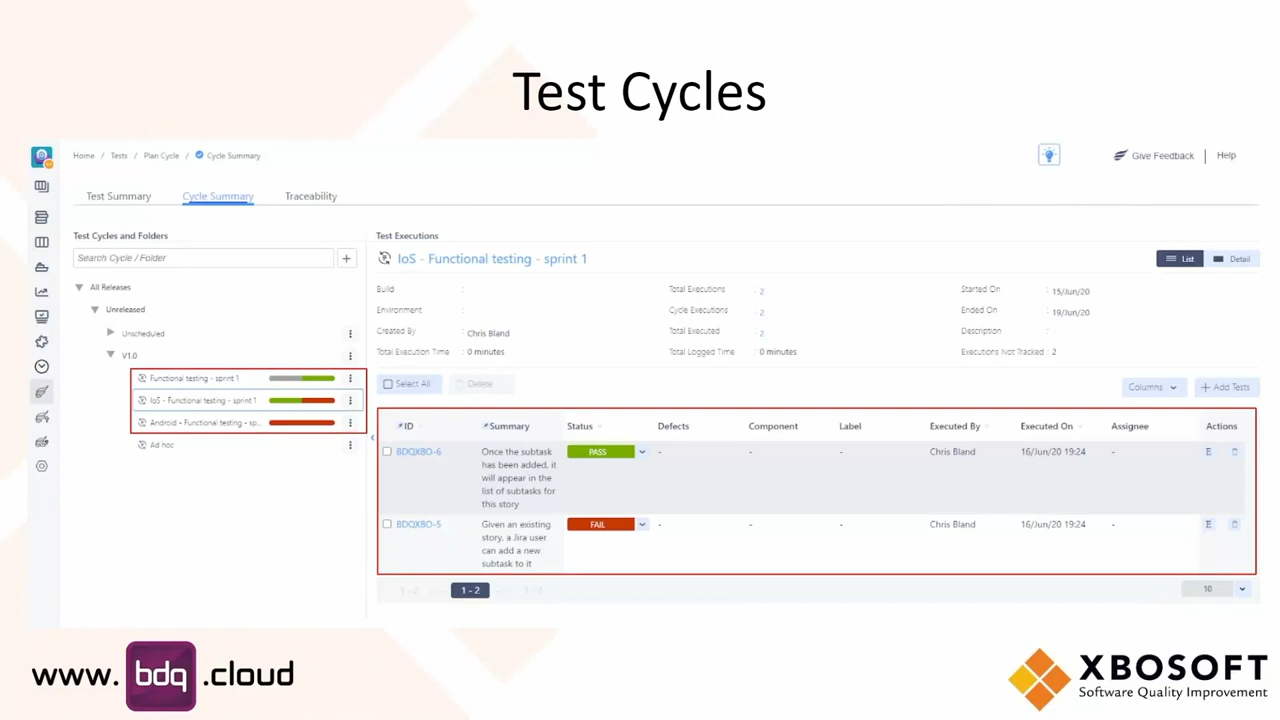 Test Cycles
Home / Tests / Plan Cycle / Cycle Summary
Give Feedback | Help
Test Summary Cycle Summary Traceability
Test Cycles and Folders
Search Cycle / Folder
+
All Releases
Unreleased
Unscheduled
V1.0
Functional testing - sprint 1
IoS - Functional testing - sprint 1
Android - Functional testing - sp...
Ad hoc
Test Executions
IoS - Functional testing - sprint 1
List Detail
Build : Total Executions : 2 Started On : 15/Jun/20
Environment : Cycle Executions : 2 Ended On : 19/Jun/20
Created By : Chris Bland Total Executed : 2 Description :
Total Execution Time : 0 minutes Total Logged Time : 0 minutes Executions Not Tracked : 2
Select All Delete Columns + Add Tests
ID Summary Status Defects Component Label Executed By Executed On Assignee Actions
BDQXBO-6 Once the subtask PASS - - - Chris Bland 16/Jun/20 19:24 - E
has been added, it
will appear in the
list of subtasks for
this story
BDQXBO-5 Given an existing FAIL - - - Chris Bland 16/Jun/20 19:24 - E
story, a Jira user
can add a new
subtask to it
1 - 2 1 - 2 1 - 2 10
www.bdq.cloud
XBOSOFT
Software Quality Improvement